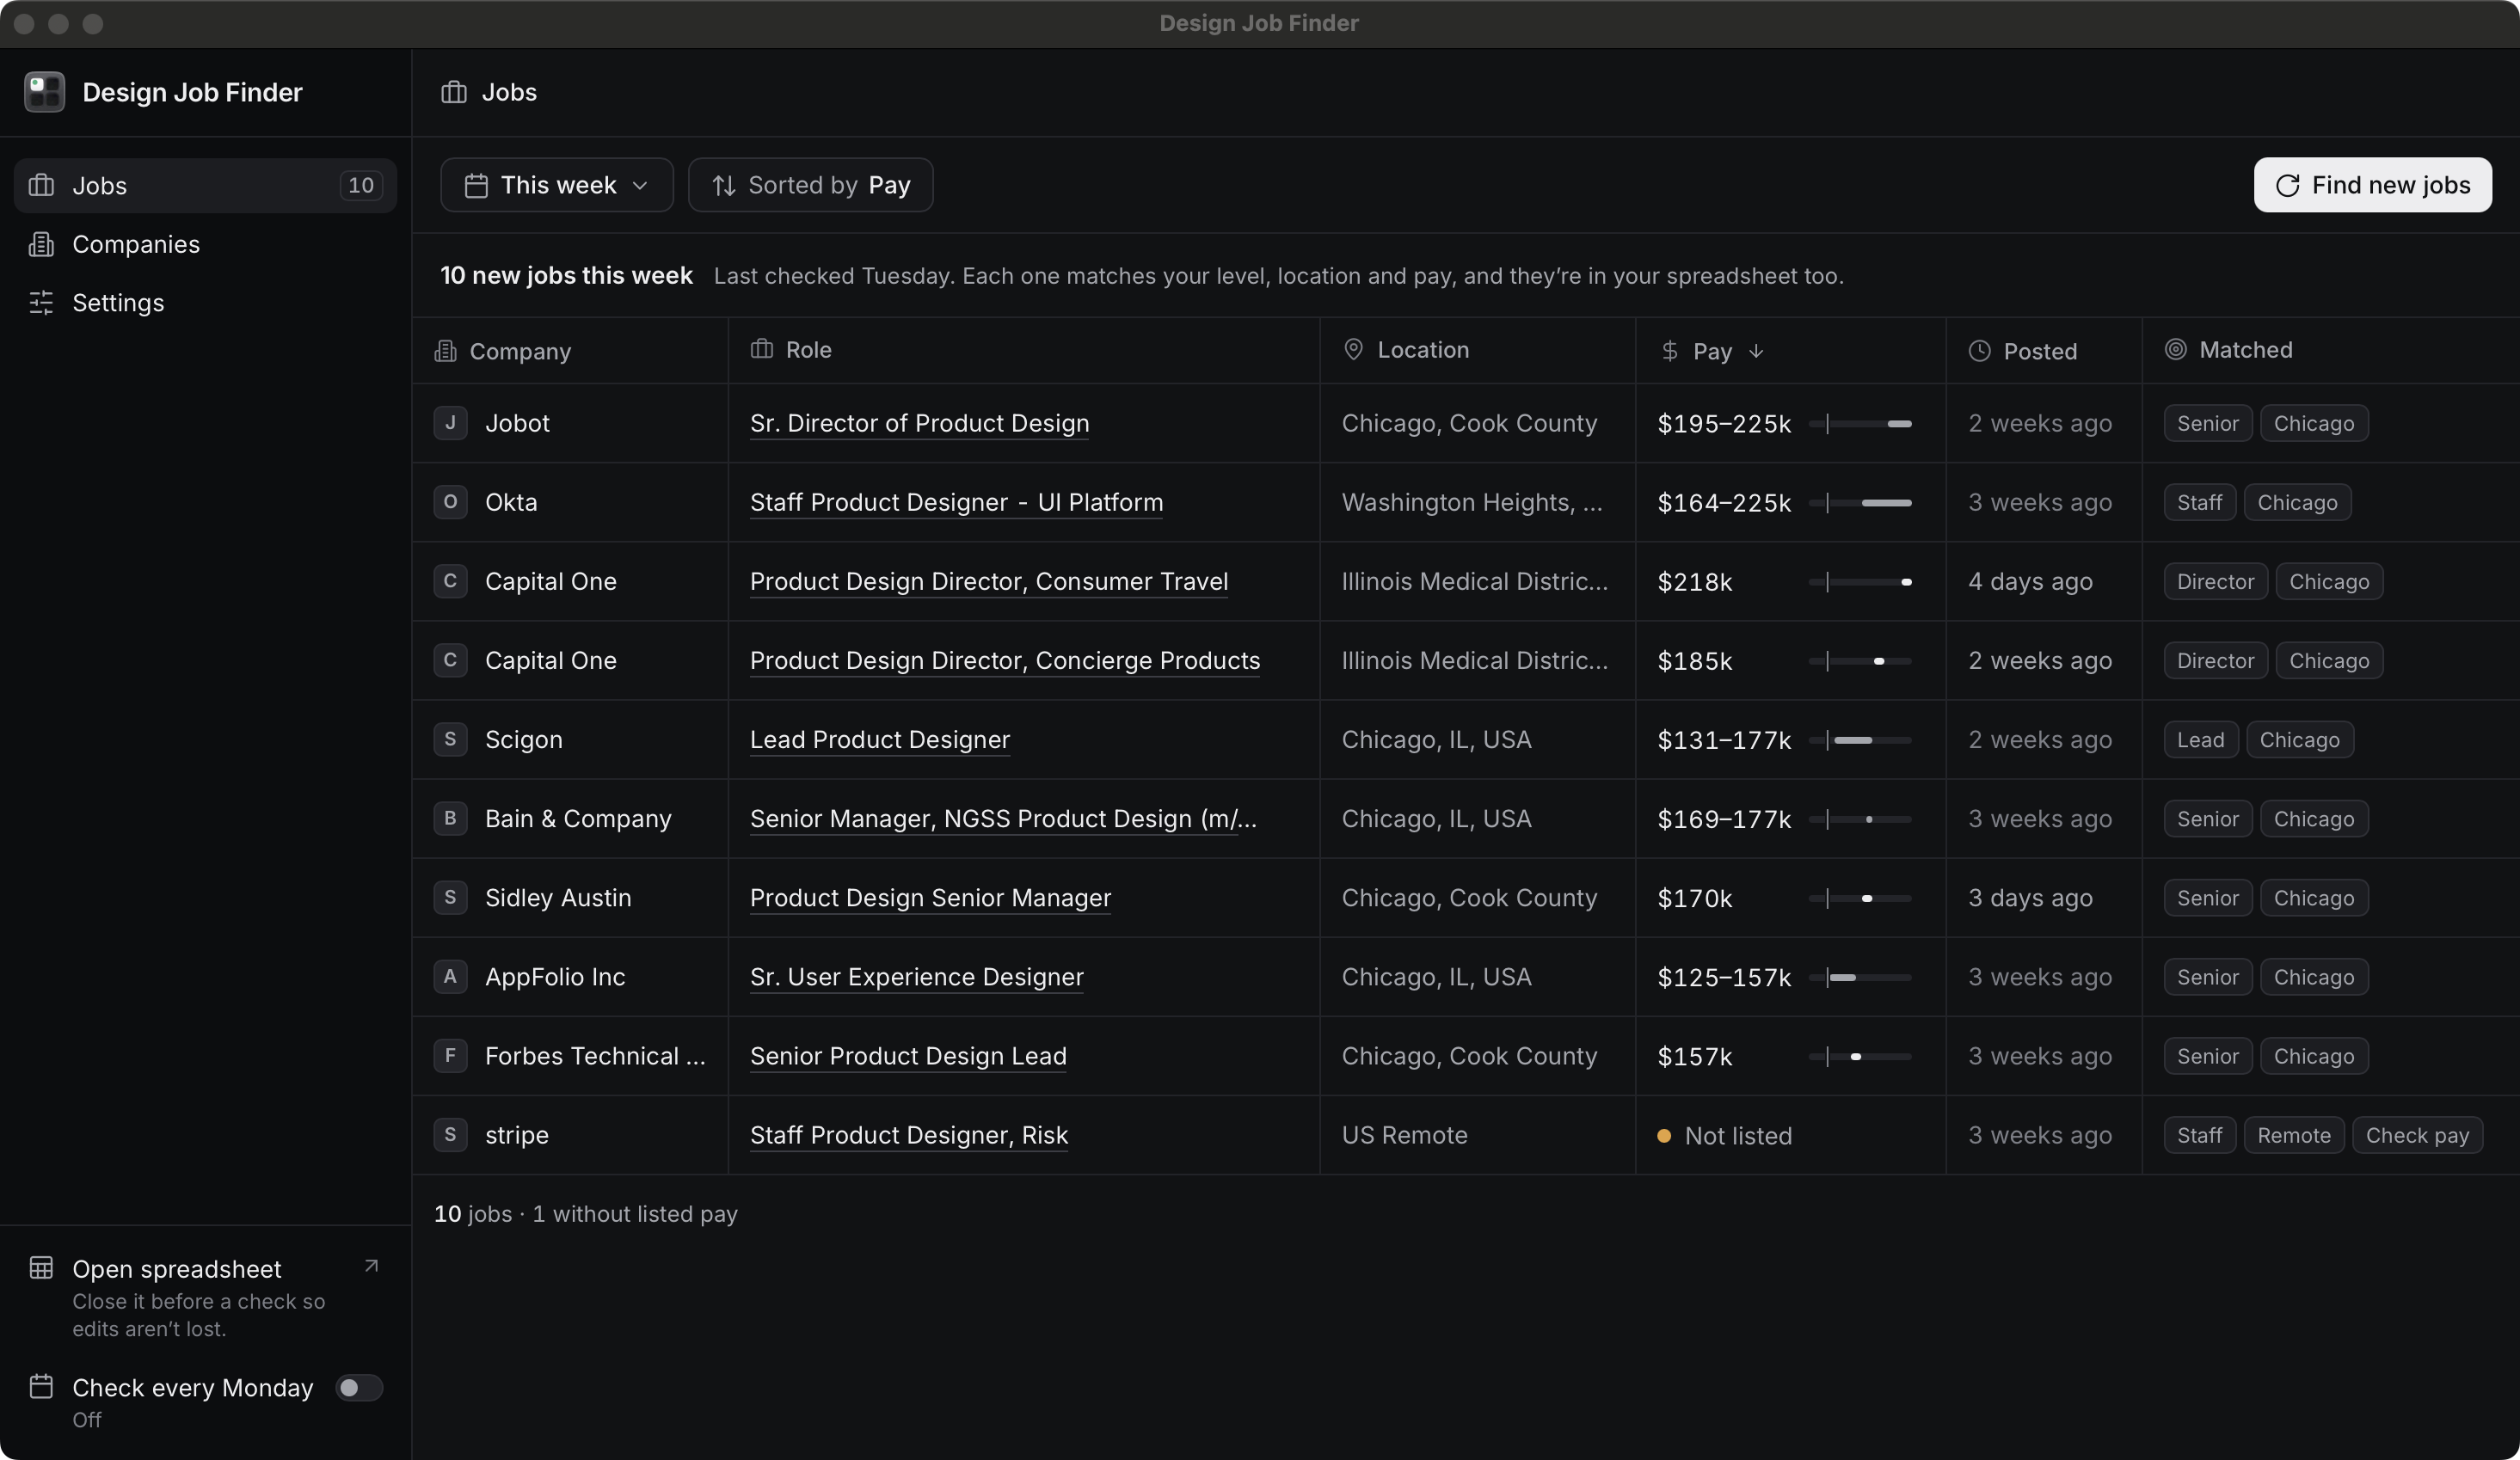 Design Job Finder
Design Job Finder
Jobs 10
Companies
Settings
Open spreadsheet
Close it before a check so
edits aren’t lost.
Check every Monday
Off
Jobs
This week Sorted by Pay Find new jobs
10 new jobs this week Last checked Tuesday. Each one matches your level, location and pay, and they’re in your spreadsheet too.
Company Role Location $ Pay Posted Matched
J Jobot Sr. Director of Product Design Chicago, Cook County $195–225k 2 weeks ago Senior Chicago
O Okta Staff Product Designer - UI Platform Washington Heights, ... $164–225k 3 weeks ago Staff Chicago
C Capital One Product Design Director, Consumer Travel Illinois Medical Distric... $218k 4 days ago Director Chicago
C Capital One Product Design Director, Concierge Products Illinois Medical Distric... $185k 2 weeks ago Director Chicago
S Scigon Lead Product Designer Chicago, IL, USA $131–177k 2 weeks ago Lead Chicago
B Bain & Company Senior Manager, NGSS Product Design (m/... Chicago, IL, USA $169–177k 3 weeks ago Senior Chicago
S Sidley Austin Product Design Senior Manager Chicago, Cook County $170k 3 days ago Senior Chicago
A AppFolio Inc Sr. User Experience Designer Chicago, IL, USA $125–157k 3 weeks ago Senior Chicago
F Forbes Technical ... Senior Product Design Lead Chicago, Cook County $157k 3 weeks ago Senior Chicago
S stripe Staff Product Designer, Risk US Remote Not listed 3 weeks ago Staff Remote Check pay
10 jobs · 1 without listed pay